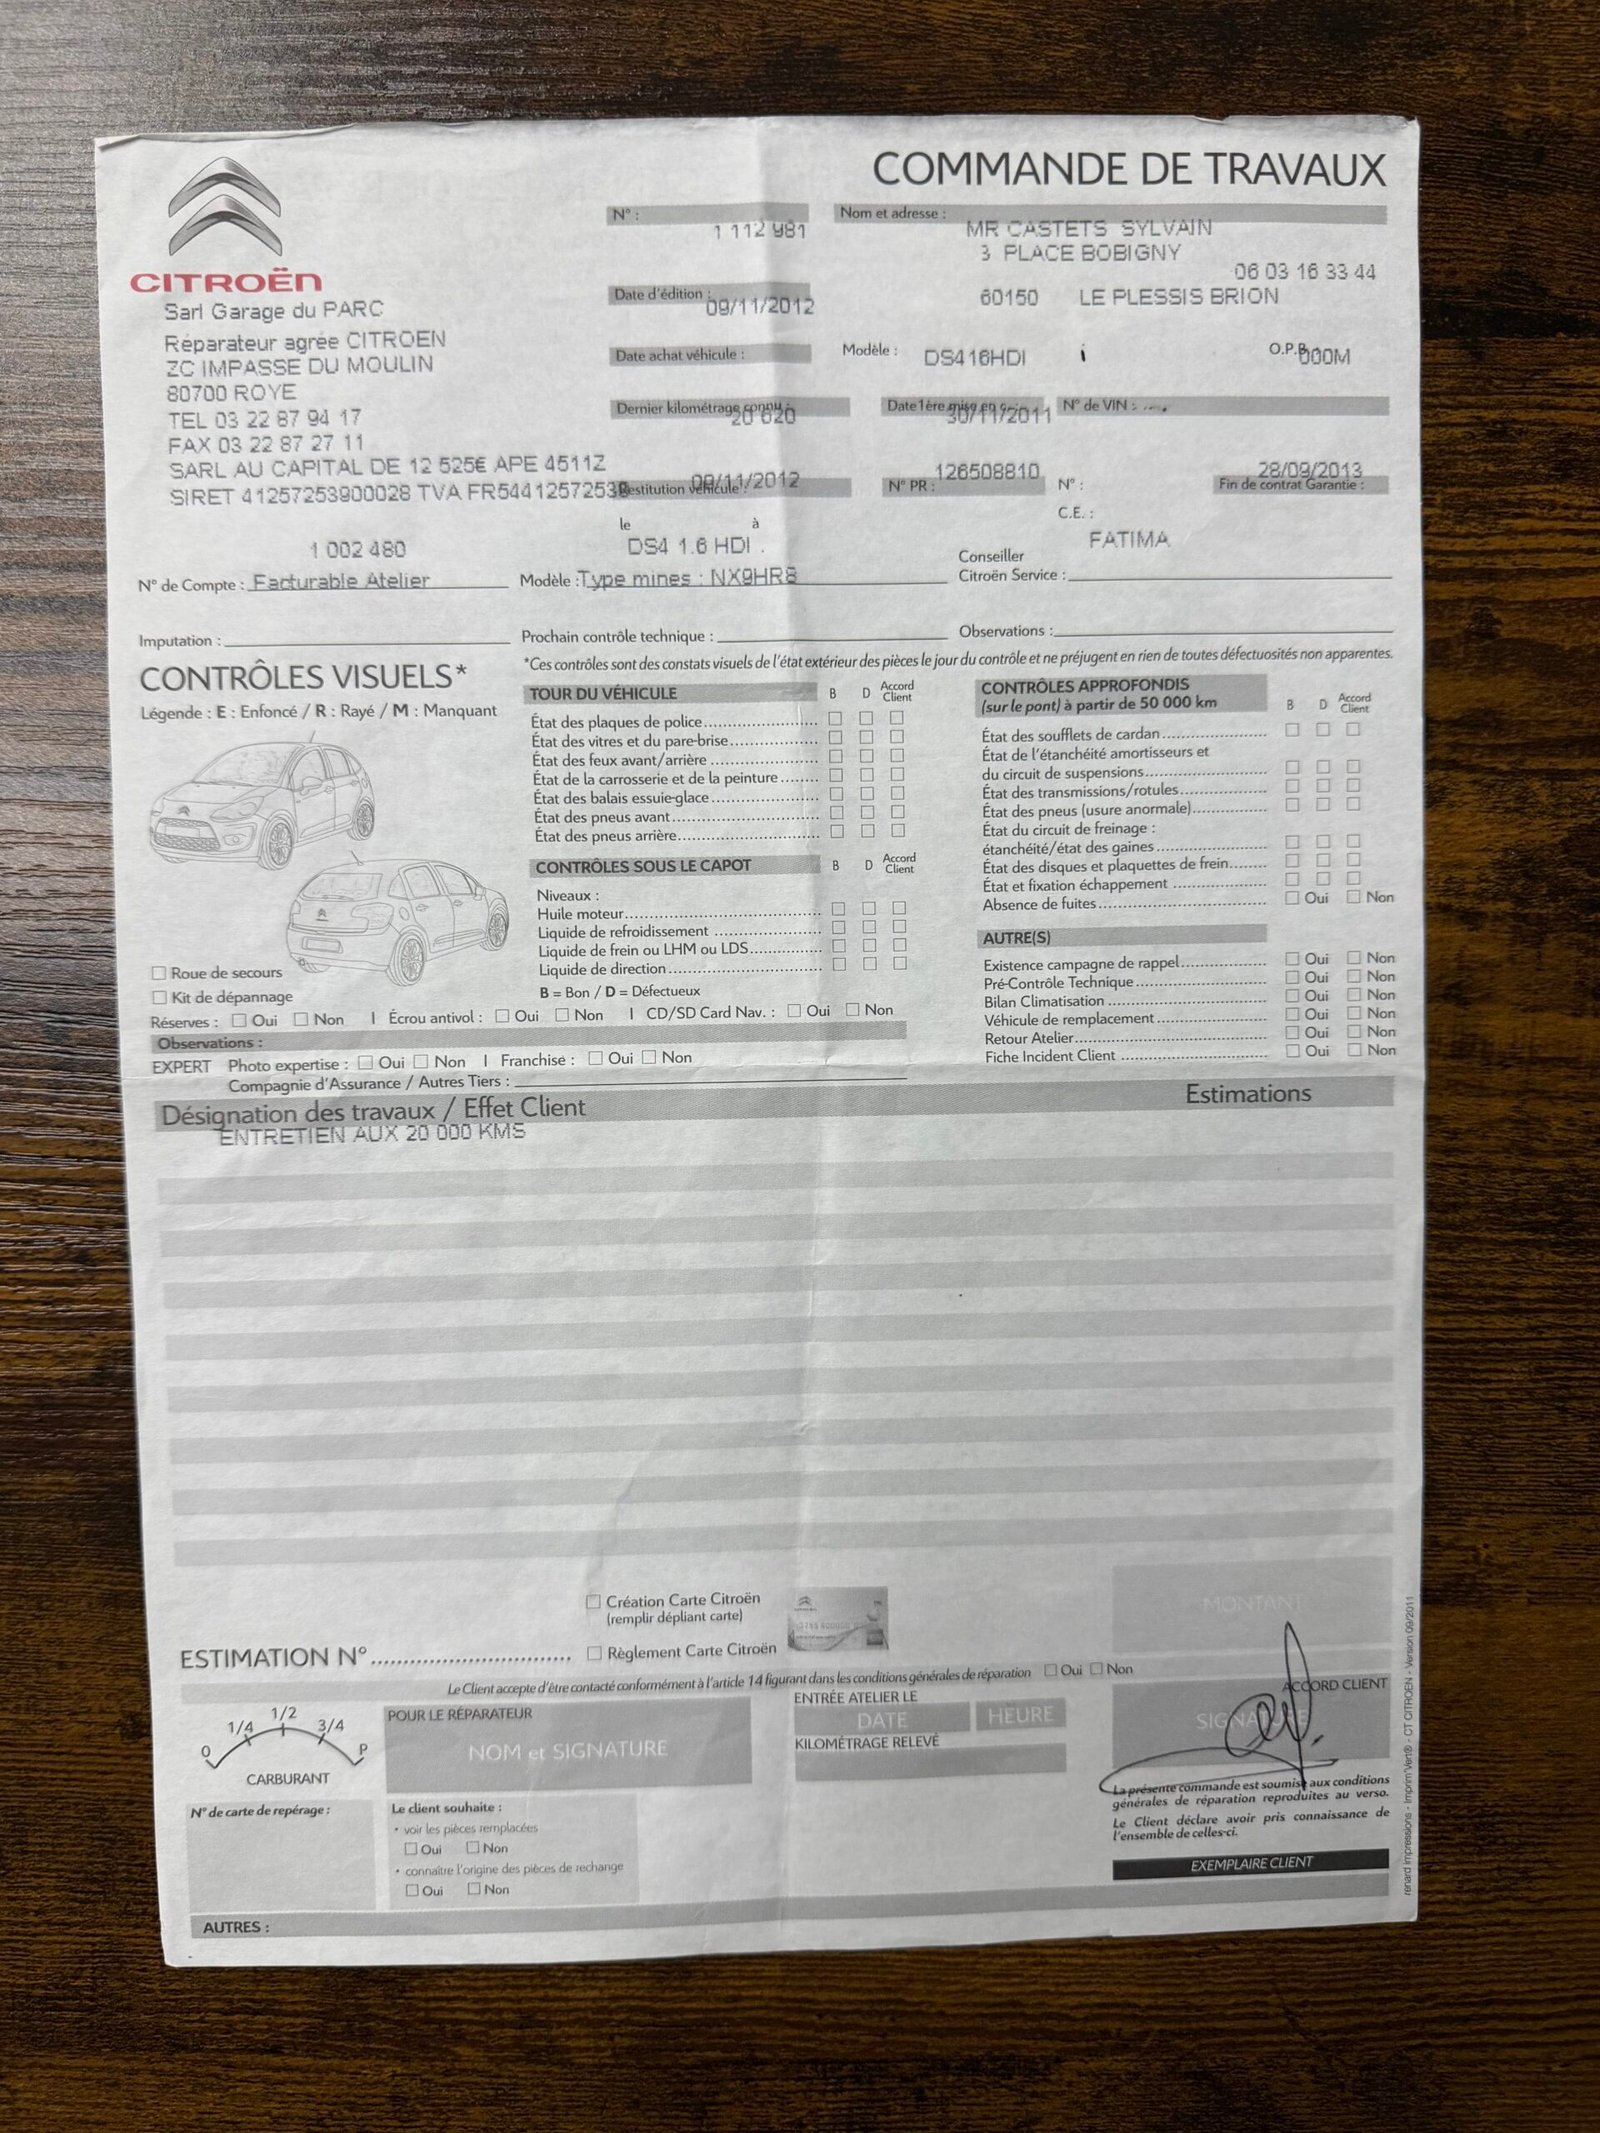 COMMANDE DE TRAVAUX
CITROËN
N° :
1 112 981
Nom et adresse :
MR CASTETS SYLVAIN
3 PLACE BOBIGNY
06 03 16 33 44
60150 LE PLESSIS BRION
Sarl Garage du PARC
Réparateur agrée CITROEN
ZC IMPASSE DU MOULIN
80700 ROYE
TEL 03 22 87 94 17
FAX 03 22 87 27 11
SARL AU CAPITAL DE 12 525€ APE 4511Z
SIRET 41257253900028 TVA FR54412572539
Date d'édition :
09/11/2012
Date achat véhicule :
Modèle : DS416HDI
O.P.R. :
000M
Dernier kilométrage connu :
20 620
Date 1ère mise en c. :
30/11/2011
N° de VIN :
Restitution véhicule :
09/11/2012
N° PR :
126508810
N° :
28/09/2013
Fin de contrat Garantie :
C.E. :
le à
1 002 480
DS4 1.6 HDI .
FATIMA
N° de Compte : Facturable Atelier
Modèle : Type mines : NX9HR8
Conseiller
Citroën Service :
Imputation :
Prochain contrôle technique :
Observations :
*Ces contrôles sont des constats visuels de l'état extérieur des pièces le jour du contrôle et ne préjugent en rien de toutes défectuosités non apparentes.
CONTRÔLES VISUELS*
Légende : E : Enfoncé / R : Rayé / M : Manquant
Roue de secours
Kit de dépannage
TOUR DU VÉHICULE B D Accord Client
État des plaques de police
État des vitres et du pare-brise
État des feux avant/arrière
État de la carrosserie et de la peinture
État des balais essuie-glace
État des pneus avant
État des pneus arrière
CONTRÔLES SOUS LE CAPOT B D Accord Client
Niveaux :
Huile moteur
Liquide de refroidissement
Liquide de frein ou LHM ou LDS
Liquide de direction
B = Bon / D = Défectueux
CONTRÔLES APPROFONDIS
(sur le pont) à partir de 50 000 km B D Accord Client
État des soufflets de cardan
État de l'étanchéité amortisseurs et
du circuit de suspensions
État des transmissions/rotules
État des pneus (usure anormale)
État du circuit de freinage :
étanchéité/état des gaines
État des disques et plaquettes de frein
État et fixation échappement
Absence de fuites Oui Non
AUTRE(S)
Existence campagne de rappel Oui Non
Pré-Contrôle Technique Oui Non
Bilan Climatisation Oui Non
Véhicule de remplacement Oui Non
Retour Atelier Oui Non
Fiche Incident Client Oui Non
Réserves : Oui Non I Écrou antivol : Oui Non I CD/SD Card Nav. : Oui Non
Observations :
EXPERT Photo expertise : Oui Non I Franchise : Oui Non
Compagnie d'Assurance / Autres Tiers :
Désignation des travaux / Effet Client Estimations
ENTRETIEN AUX 20 000 KMS
Création Carte Citroën
(remplir dépliant carte)
MONTANT
ESTIMATION N°
Règlement Carte Citroën
Le Client accepte d'être contacté conformément à l'article 14 figurant dans les conditions générales de réparation Oui Non
0 1/4 1/2 3/4 P
CARBURANT
POUR LE RÉPARATEUR
NOM et SIGNATURE
ENTRÉE ATELIER LE
DATE HEURE
KILOMÉTRAGE RELEVÉ
ACCORD CLIENT
SIGNATURE
La présente commande est soumise aux conditions
générales de réparation reproduites au verso.
Le Client déclare avoir pris connaissance de
l'ensemble de celles-ci.
EXEMPLAIRE CLIENT
N° de carte de repérage :
Le client souhaite :
• voir les pièces remplacées
Oui Non
• connaître l'origine des pièces de rechange
Oui Non
AUTRES :
renard impressions - Imprim'Vert® - CT CITROËN - Version 09/2011